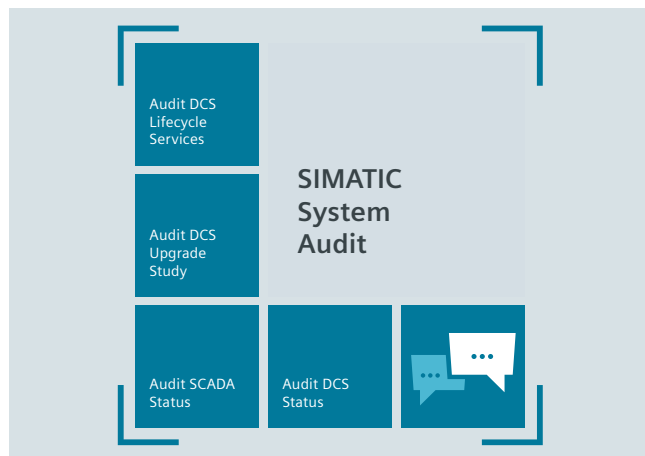 Audit DCS
Lifecycle
Services
SIMATIC
System
Audit
Audit DCS
Upgrade
Study
Audit SCADA
Status
Audit DCS
Status